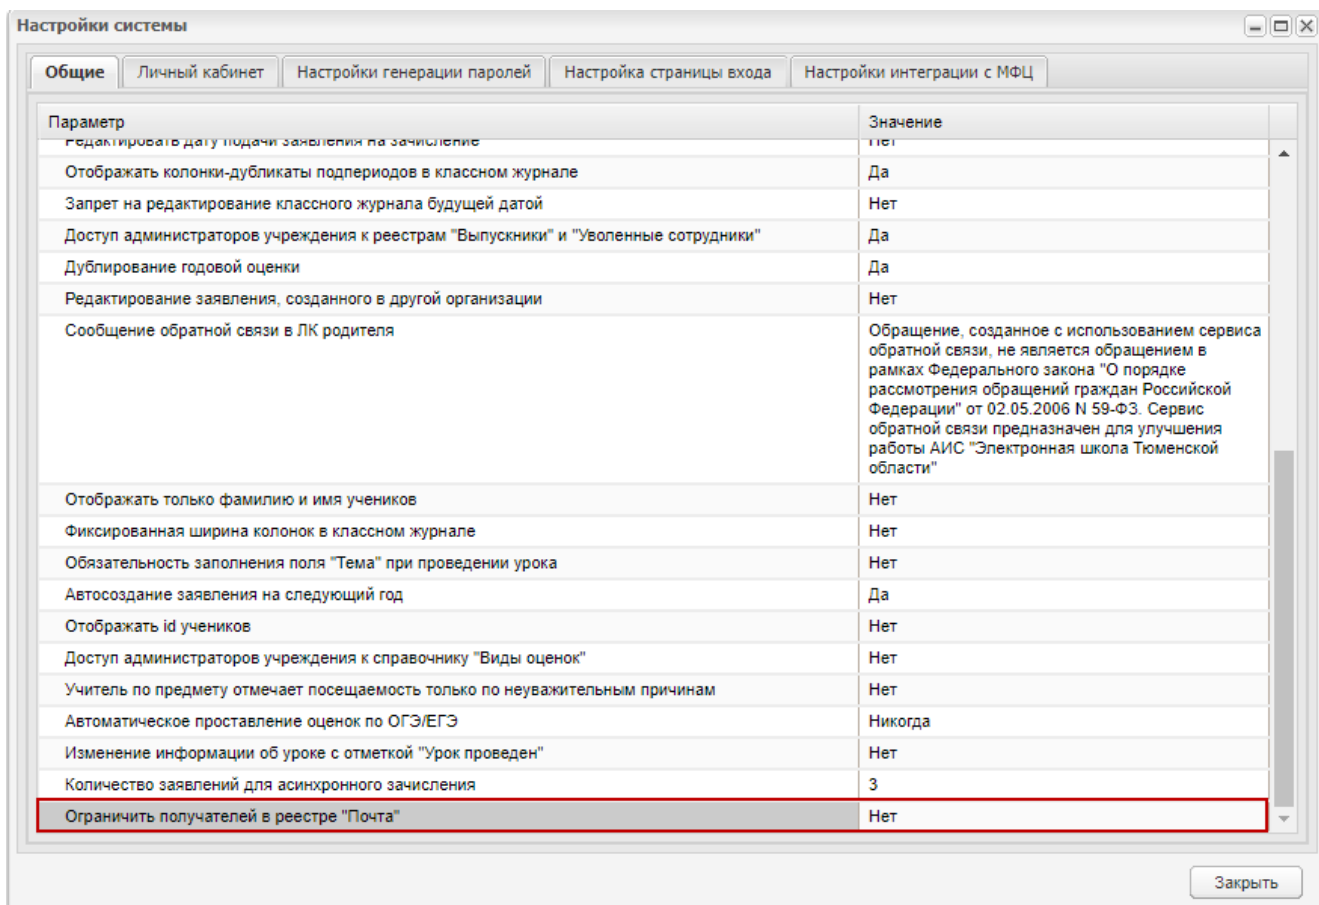 Настройки системы
Общие Личный кабинет Настройки генерации паролей Настройка страницы входа Настройки интеграции с МФЦ
Параметр Значение
Редактировать дату подачи заявления на зачисление Нет
Отображать колонки-дубликаты подпериодов в классном журнале Да
Запрет на редактирование классного журнала будущей датой Нет
Доступ администраторов учреждения к реестрам "Выпускники" и "Уволенные сотрудники" Да
Дублирование годовой оценки Да
Редактирование заявления, созданного в другой организации Нет
Сообщение обратной связи в ЛК родителя Обращение, созданное с использованием сервиса
обратной связи, не является обращением в
рамках Федерального закона "О порядке
рассмотрения обращений граждан Российской
Федерации" от 02.05.2006 N 59-ФЗ. Сервис
обратной связи предназначен для улучшения
работы АИС "Электронная школа Тюменской
области"
Отображать только фамилию и имя учеников Нет
Фиксированная ширина колонок в классном журнале Нет
Обязательность заполнения поля "Тема" при проведении урока Нет
Автосоздание заявления на следующий год Да
Отображать id учеников Нет
Доступ администраторов учреждения к справочнику "Виды оценок" Нет
Учитель по предмету отмечает посещаемость только по неуважительным причинам Нет
Автоматическое проставление оценок по ОГЭ/ЕГЭ Никогда
Изменение информации об уроке с отметкой "Урок проведен" Нет
Количество заявлений для асинхронного зачисления 3
Ограничить получателей в реестре "Почта" Нет
Закрыть